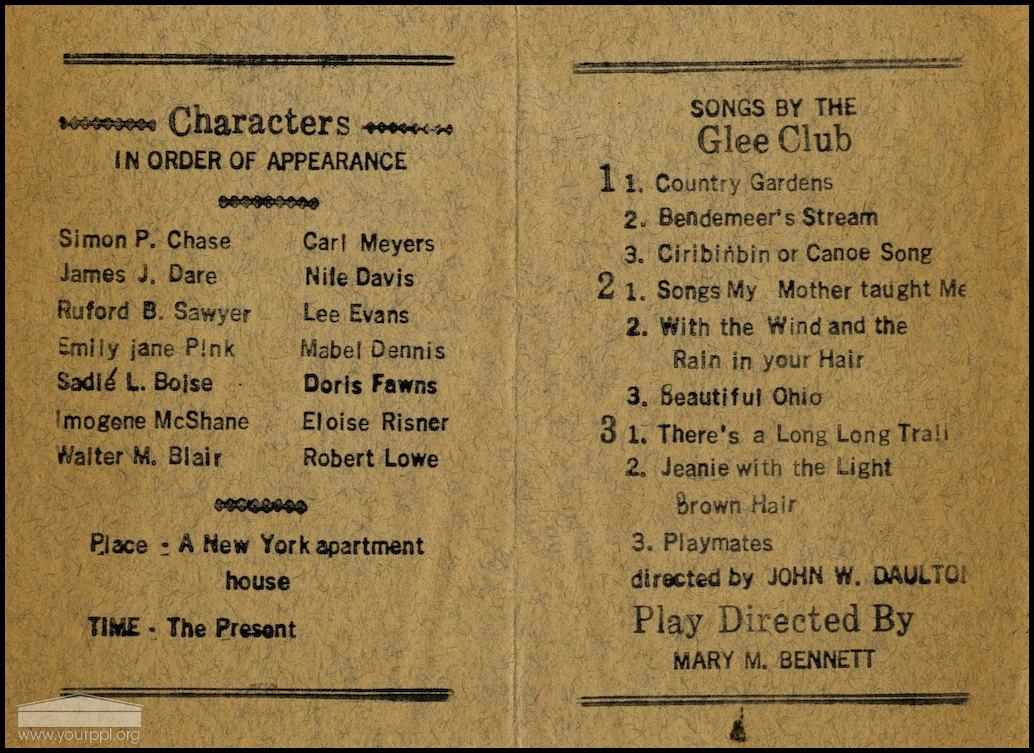 Characters
IN ORDER OF APPEARANCE
Simon P. Chase Carl Meyers
James J. Dare Nile Davis
Ruford B. Sawyer Lee Evans
Emily jane Pink Mabel Dennis
Sadie L. Boise Doris Fawns
Imogene McShane Eloise Risner
Walter M. Blair Robert Lowe
Place - A New York apartment
house
TIME - The Present
www.yourppl.org
SONGS BY THE
Glee Club
1 1. Country Gardens
2. Bendemeer's Stream
3. Ciribinbin or Canoe Song
2 1. Songs My Mother taught Me
2. With the Wind and the
Rain in your Hair
3. Beautiful Ohio
3 1. There's a Long Long Trail
2. Jeanie with the Light
Brown Hair
3. Playmates
directed by JOHN W. DAULTON
Play Directed By
MARY M. BENNETT